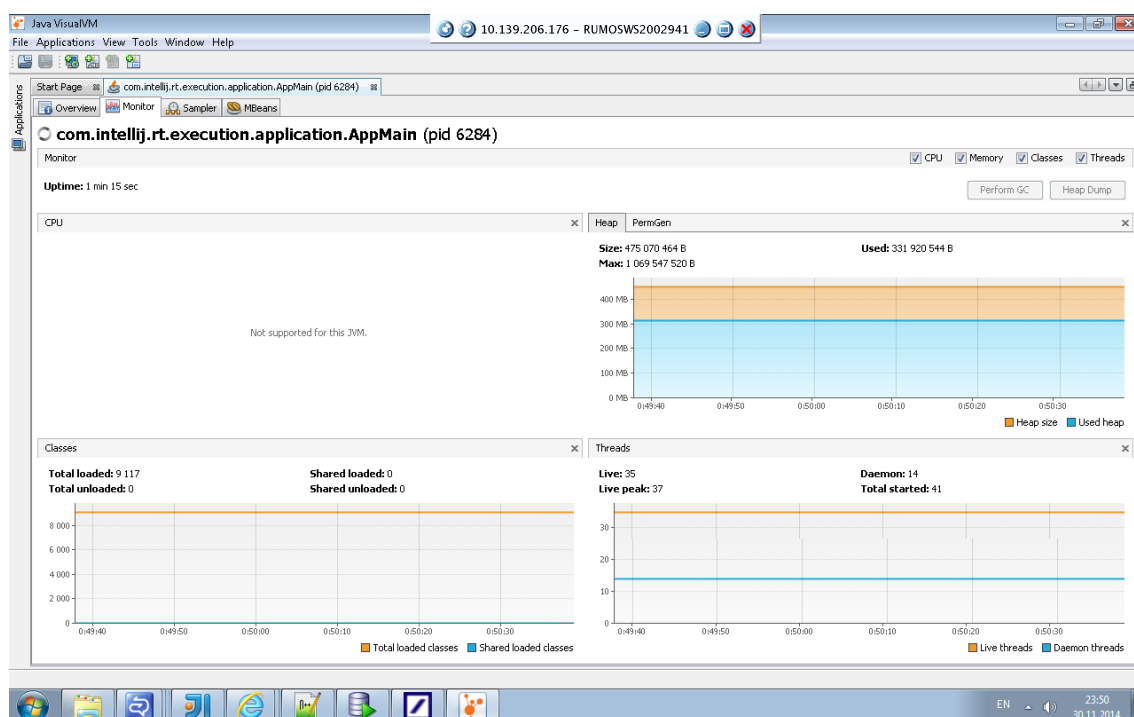 Java VisualVM
10.139.206.176 – RUMOSWS2002941
File Applications View Tools Window Help
Applications
Start Page
com.intellij.rt.execution.application.AppMain (pid 6284)
Overview Monitor Sampler MBeans
com.intellij.rt.execution.application.AppMain (pid 6284)
Monitor
CPU Memory Classes Threads
Uptime: 1 min 15 sec
Perform GC Heap Dump
CPU
Not supported for this JVM.
Heap PermGen
Size: 475 070 464 B Used: 331 920 544 B
Max: 1 069 547 520 B
400 MB
300 MB
200 MB
100 MB
0 MB
0:49:40 0:49:50 0:50:00 0:50:10 0:50:20 0:50:30
Heap size Used heap
Classes
Total loaded: 9 117 Shared loaded: 0
Total unloaded: 0 Shared unloaded: 0
8 000
6 000
4 000
2 000
0
0:49:40 0:49:50 0:50:00 0:50:10 0:50:20 0:50:30
Total loaded classes Shared loaded classes
Threads
Live: 35 Daemon: 14
Live peak: 37 Total started: 41
30
20
10
0
0:49:40 0:49:50 0:50:00 0:50:10 0:50:20 0:50:30
Live threads Daemon threads
EN
23:50
30.11.2014